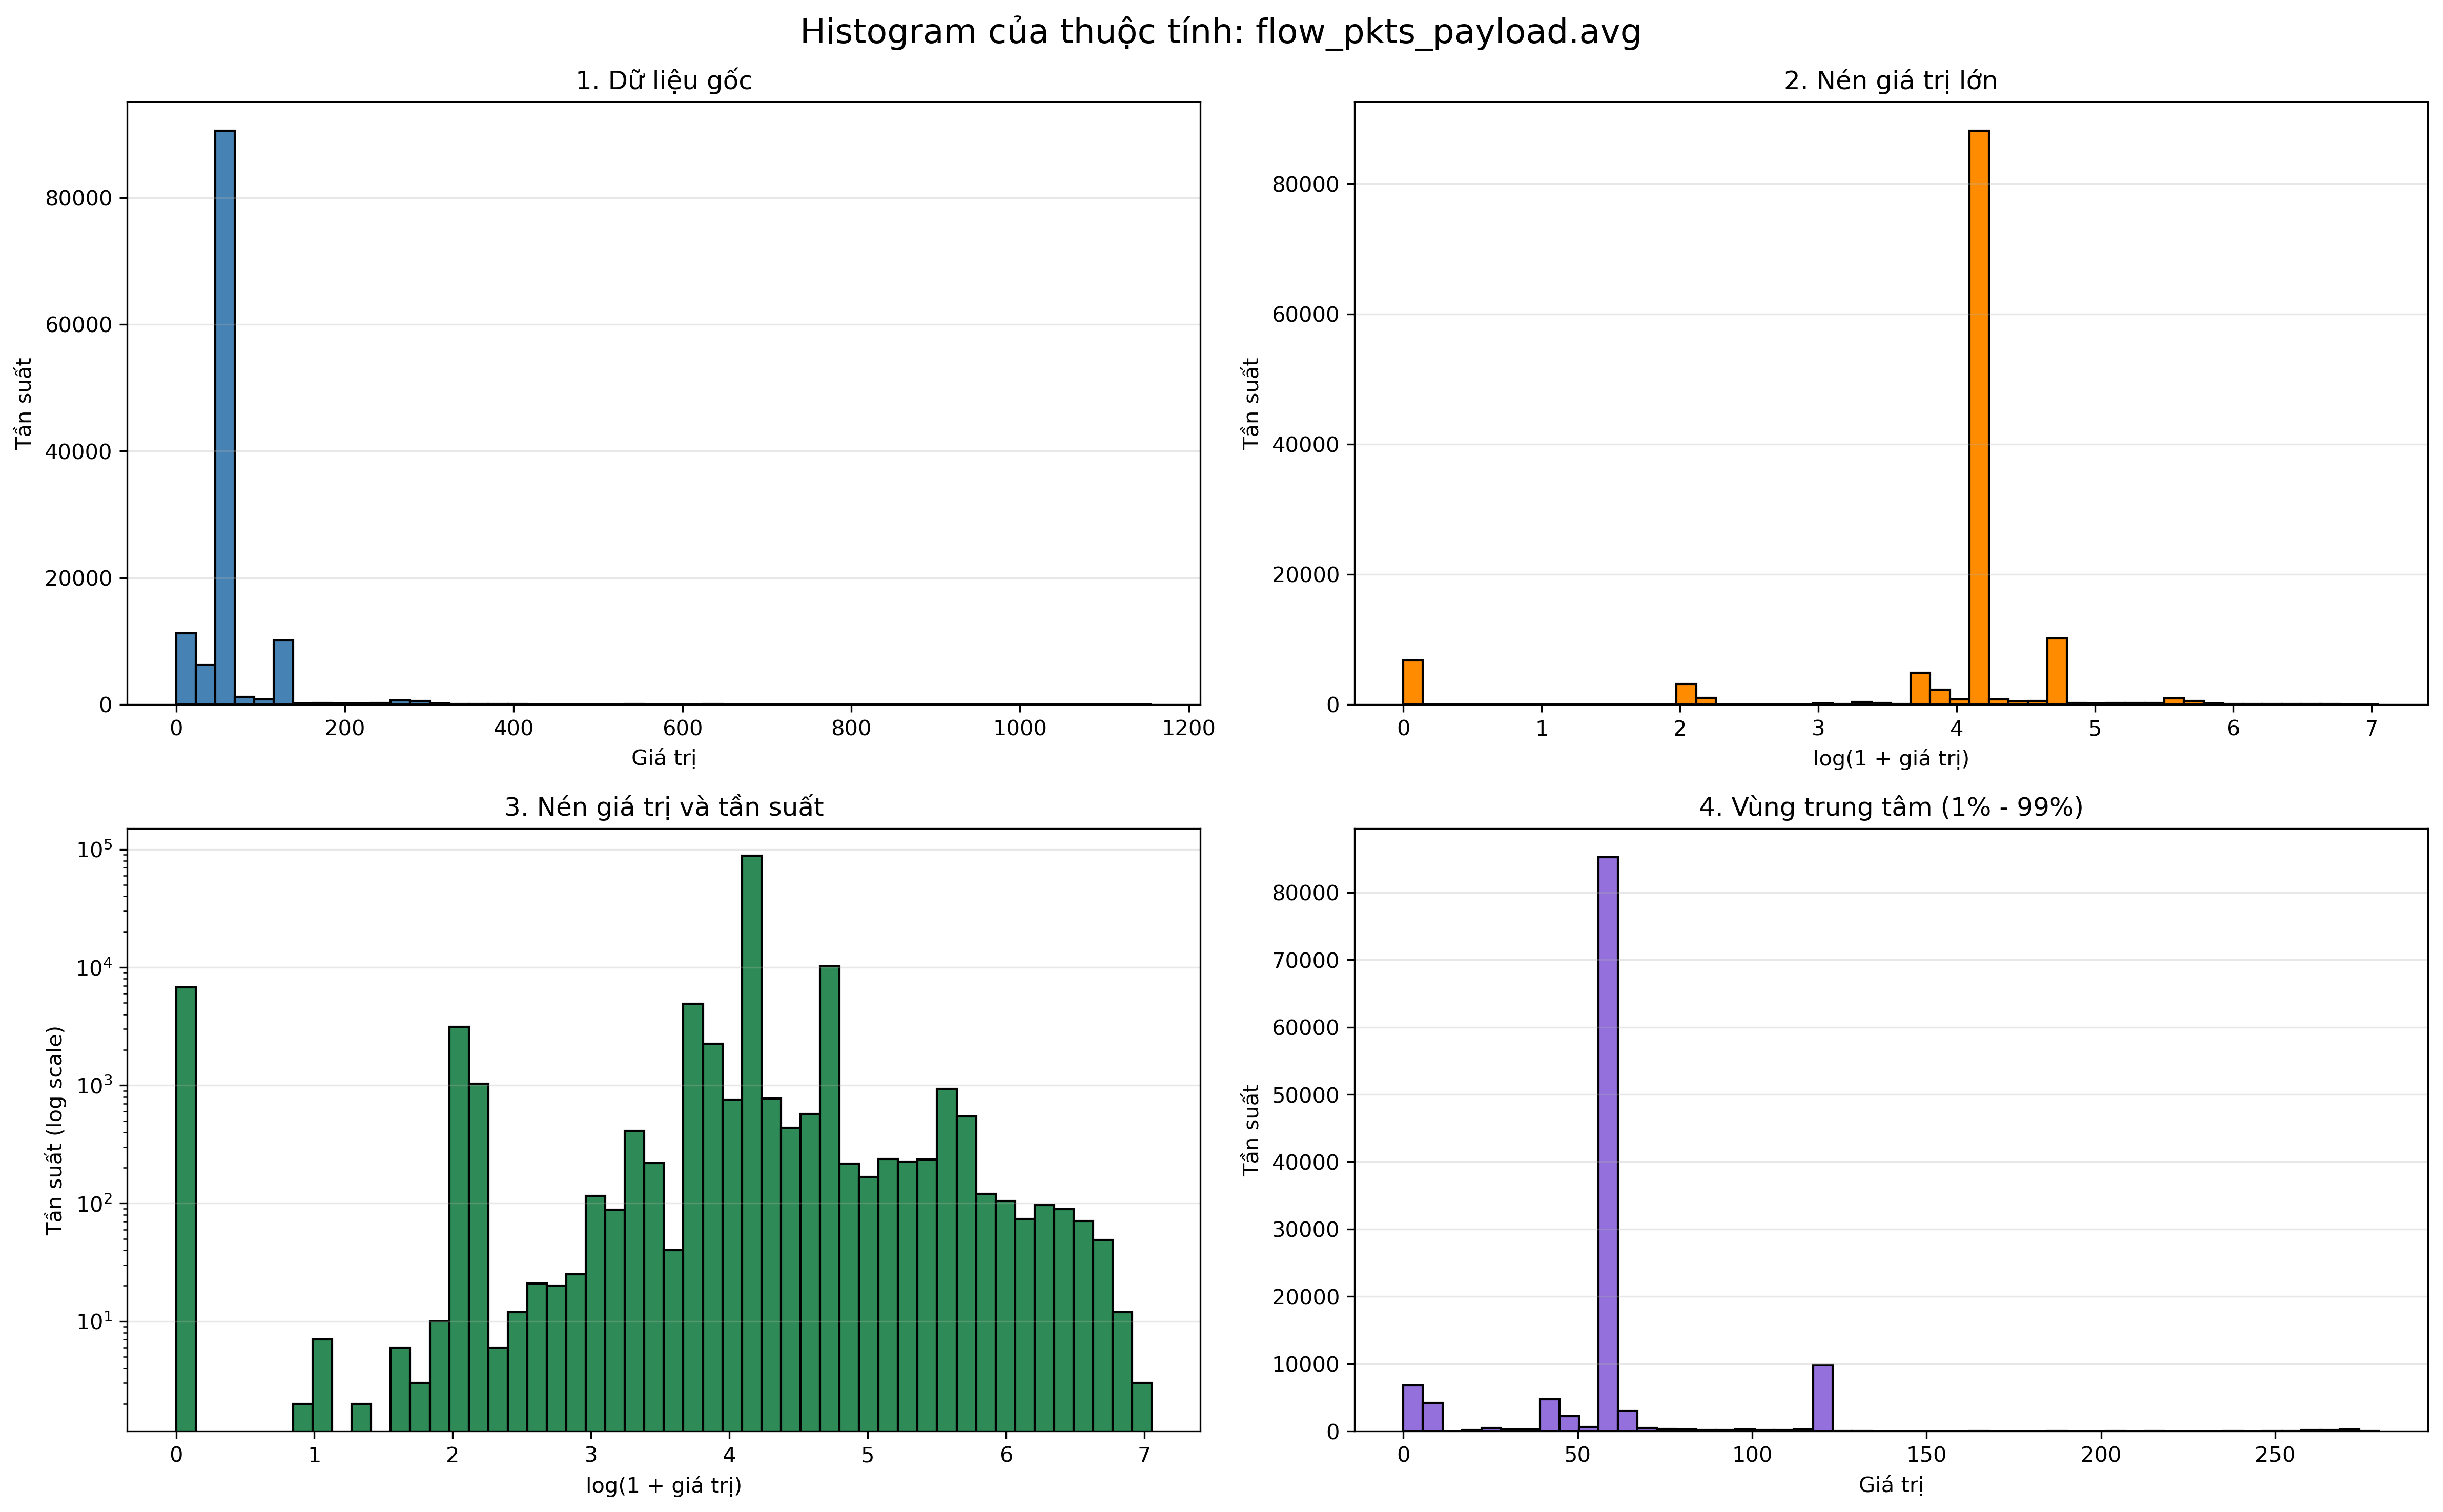 Histogram của thuộc tính: flow_pkts_payload.avg
1. Dữ liệu gốc
Tần suất
80000
60000
40000
20000
0
0 200 400 600 800 1000 1200
Giá trị
2. Nén giá trị lớn
Tần suất
80000
60000
40000
20000
0
0 1 2 3 4 5 6 7
log(1 + giá trị)
3. Nén giá trị và tần suất
Tần suất (log scale)
10⁵
10⁴
10³
10²
10¹
0 1 2 3 4 5 6 7
log(1 + giá trị)
4. Vùng trung tâm (1% - 99%)
Tần suất
80000
70000
60000
50000
40000
30000
20000
10000
0
0 50 100 150 200 250
Giá trị